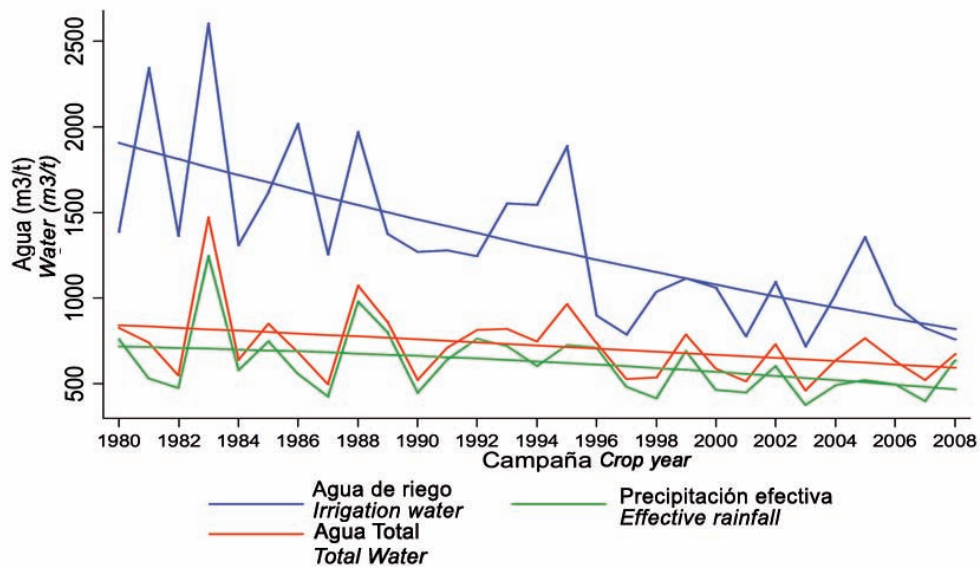 Agua (m3/t)
Water (m3/t)
2500
2000
1500
1000
500
1980 1982 1984 1986 1988 1990 1992 1994 1996 1998 2000 2002 2004 2006 2008
Campaña Crop year
Agua de riego
Irrigation water
Agua Total
Total Water
Precipitación efectiva
Effective rainfall